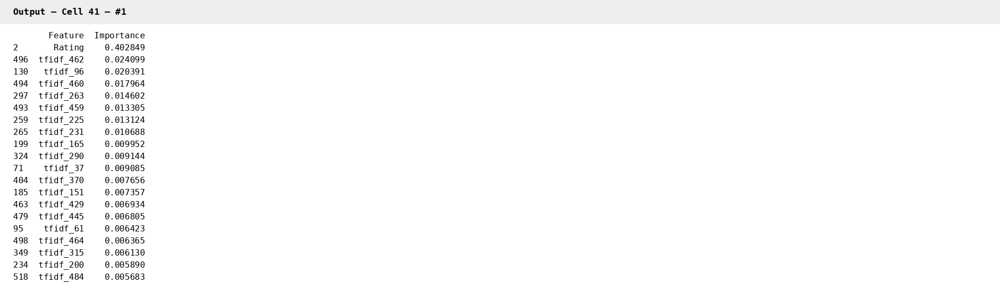 Output — Cell 41 — #1
Feature Importance
2 Rating 0.402849
496 tfidf_462 0.024099
130 tfidf_96 0.020391
494 tfidf_460 0.017964
297 tfidf_263 0.014602
493 tfidf_459 0.013305
259 tfidf_225 0.013124
265 tfidf_231 0.010688
199 tfidf_165 0.009952
324 tfidf_290 0.009144
71 tfidf_37 0.009085
404 tfidf_370 0.007656
185 tfidf_151 0.007357
463 tfidf_429 0.006934
479 tfidf_445 0.006805
95 tfidf_61 0.006423
498 tfidf_464 0.006365
349 tfidf_315 0.006130
234 tfidf_200 0.005890
518 tfidf_484 0.005683